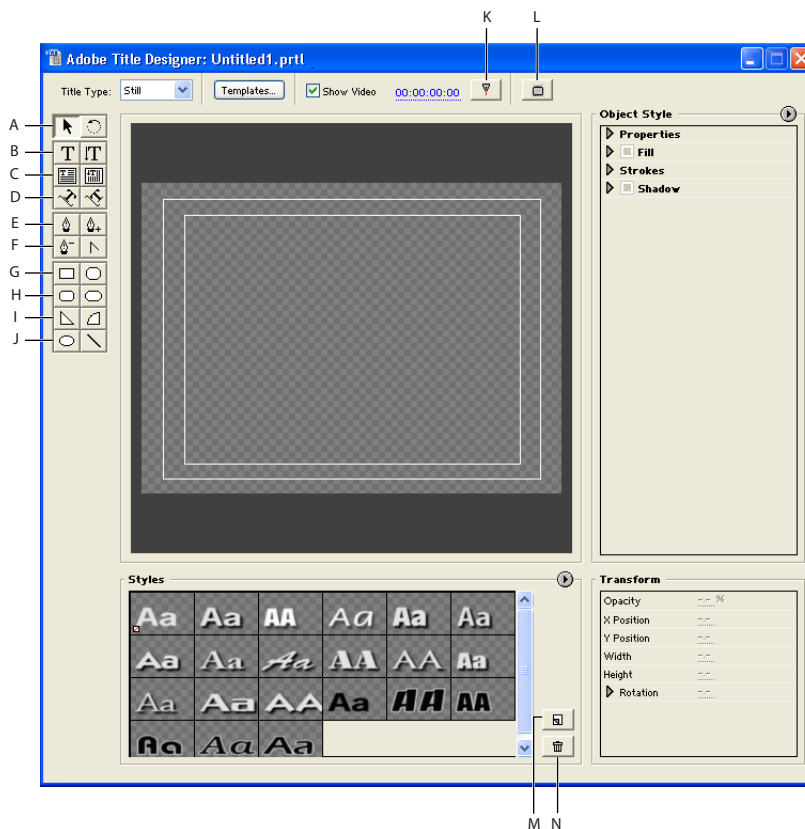 K L
Adobe Title Designer: Untitled1.prtl
Title Type: Still Templates... Show Video 00:00:00:00
Object Style
Properties
Fill
Strokes
Shadow
A
B T IT
C
D
E
F
G
H
I
J
Styles
Aa Aa AA Aa Aa Aa
Aa Aa Aa AA AA Aa
Aa Aa AA Aa AA AA
Aa Aa Aa
Transform
Opacity -.- %
X Position -.-
Y Position -.-
Width -.-
Height -.-
Rotation -.-
M N